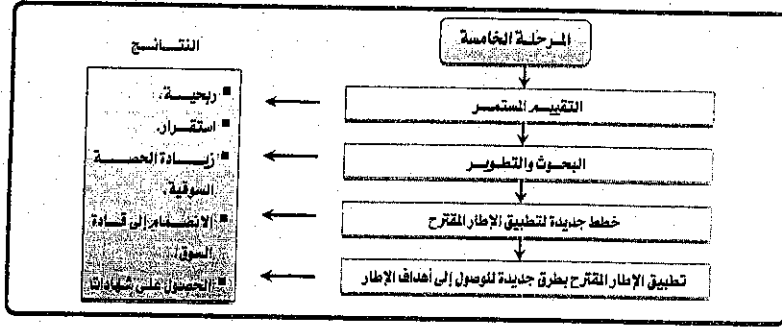 المرحلة الخامسة
التقييم المستمر
البحوث والتطوير
خطط جديدة لتطبيق الإطار المقترح
تطبيق الإطار المقترح بطرق جديدة للوصول إلى أهداف الإطار
النتائج
■ ربحية.
■ استقرار.
■ زيادة الحصة
السوقية.
■ الانضمام إلى قادة
السوق.
■ الحصول على شهادات